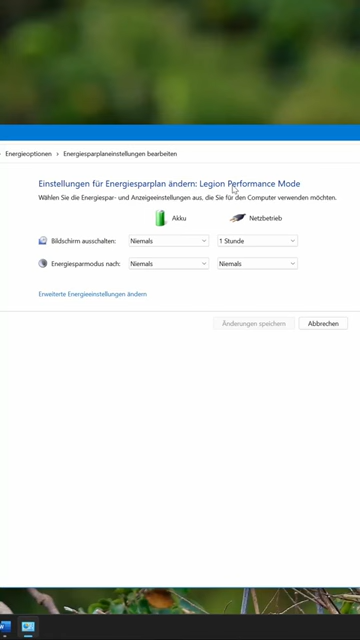 Energieoptionen › Energiesparplaneinstellungen bearbeiten
Einstellungen für Energiesparplan ändern: Legion Performance Mode
Wählen Sie die Energiespar- und Anzeigeeinstellungen aus, die Sie für den Computer verwenden möchten.
Akku Netzbetrieb
Bildschirm ausschalten: Niemals 1 Stunde
Energiesparmodus nach: Niemals Niemals
Erweiterte Energieeinstellungen ändern
Änderungen speichern Abbrechen